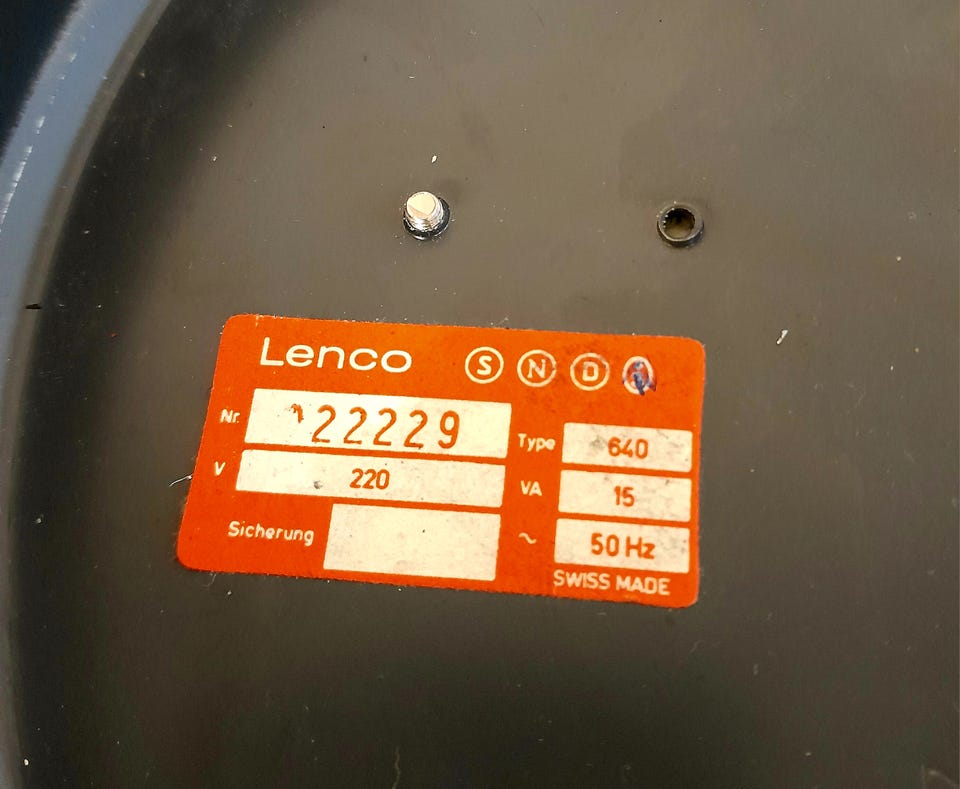 Lenco S N D
Nr. 22229 Type 640
V 220 VA 15
Sicherung ~ 50 Hz
SWISS MADE